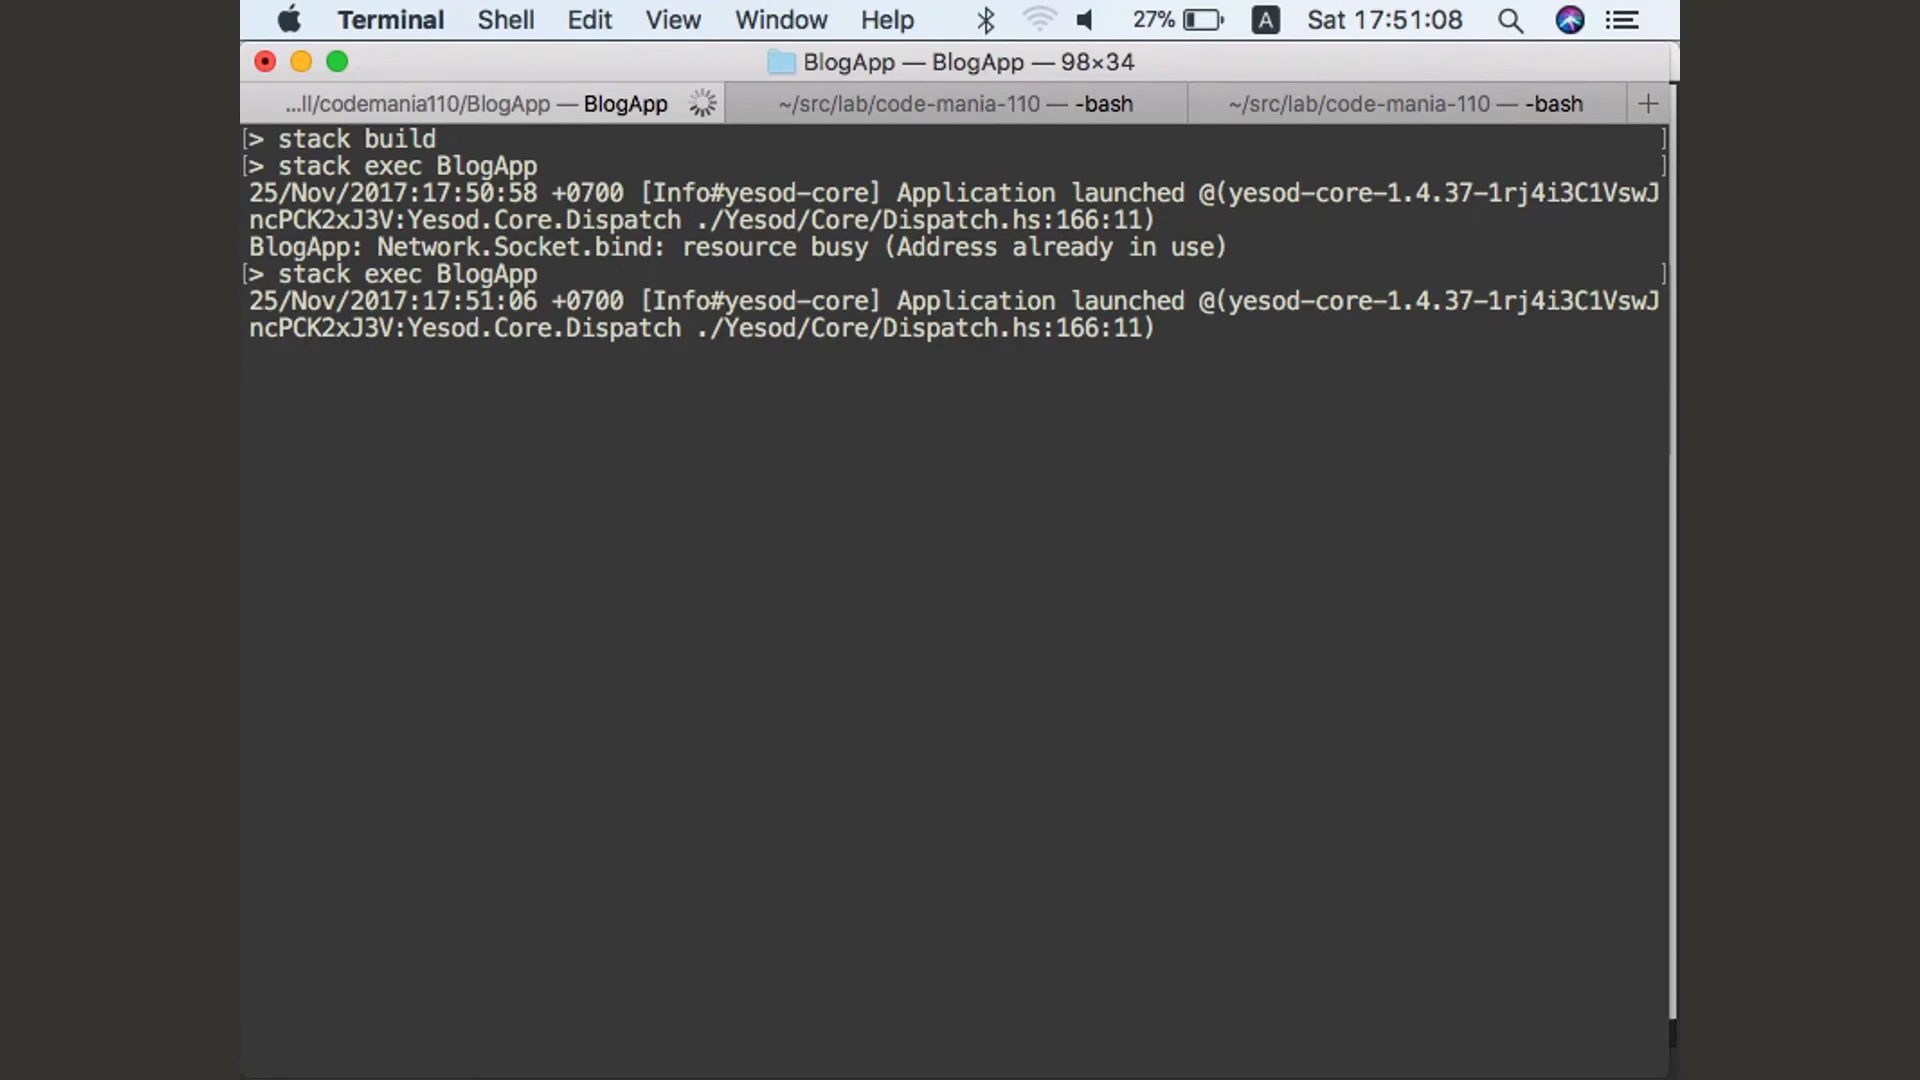 Terminal Shell Edit View Window Help 27% A Sat 17:51:08
BlogApp — BlogApp — 98×34
...ll/codemania110/BlogApp — BlogApp ~/src/lab/code-mania-110 — -bash ~/src/lab/code-mania-110 — -bash +
[> stack build ]
[> stack exec BlogApp ]
25/Nov/2017:17:50:58 +0700 [Info#yesod-core] Application launched @(yesod-core-1.4.37-1rj4i3C1VswJ
ncPCK2xJ3V:Yesod.Core.Dispatch ./Yesod/Core/Dispatch.hs:166:11)
BlogApp: Network.Socket.bind: resource busy (Address already in use)
[> stack exec BlogApp ]
25/Nov/2017:17:51:06 +0700 [Info#yesod-core] Application launched @(yesod-core-1.4.37-1rj4i3C1VswJ
ncPCK2xJ3V:Yesod.Core.Dispatch ./Yesod/Core/Dispatch.hs:166:11)